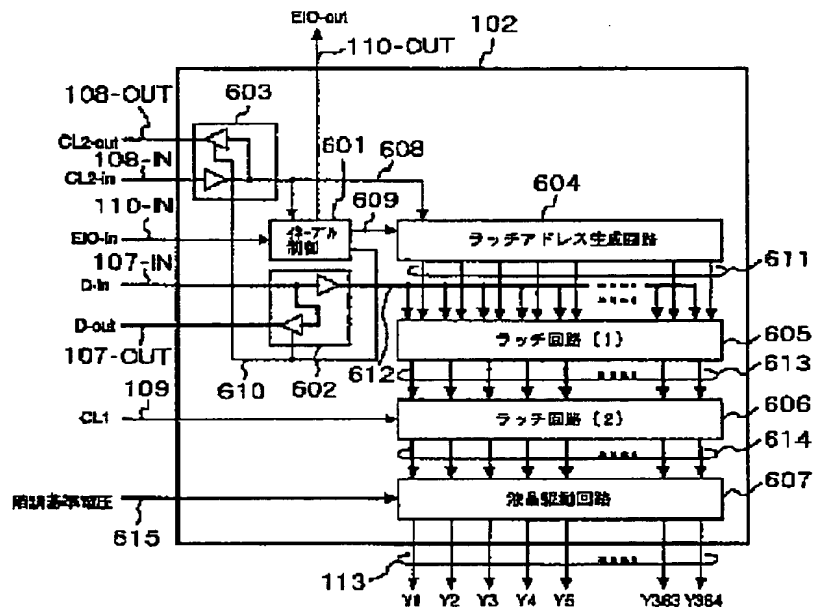 EIO-out
110-OUT
102
108-OUT
603
CL2-out
108-IN
601
608
CL2-in
110-IN
609
604
EIO-in
イネーブル
制御
ラッチアドレス生成回路
107-IN
611
D-in
D-out
612
ラッチ回路 (1)
605
107-OUT
610
602
613
109
CL1
ラッチ回路 (2)
606
614
階調基準電圧
液晶駆動回路
607
615
113
Y1
Y2
Y3
Y4
Y5
Y363
Y384